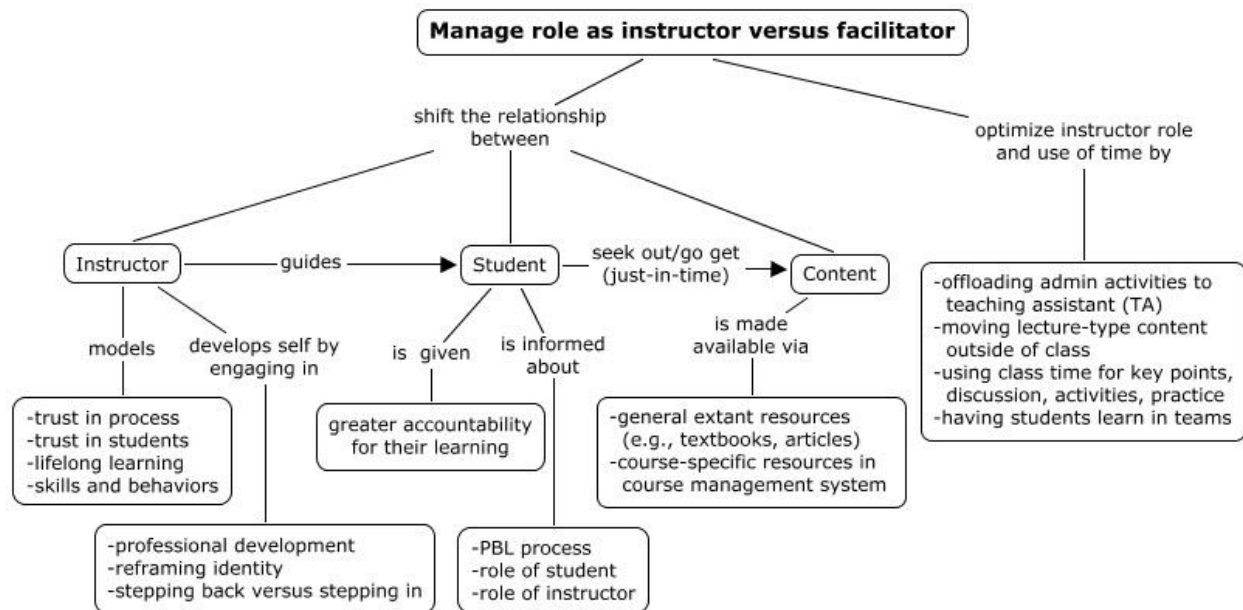 Manage role as instructor versus facilitator
shift the relationship
between
optimize instructor role
and use of time by
Instructor
guides
Student
seek out/go get
(just-in-time)
Content
models
develops self by
engaging in
is given
is informed
about
is made
available via
-offloading admin activities to
teaching assistant (TA)
-moving lecture-type content
outside of class
-using class time for key points,
discussion, activities, practice
-having students learn in teams
-trust in process
-trust in students
-lifelong learning
-skills and behaviors
greater accountability
for their learning
-general extant resources
(e.g., textbooks, articles)
-course-specific resources in
course management system
-professional development
-reframing identity
-stepping back versus stepping in
-PBL process
-role of student
-role of instructor